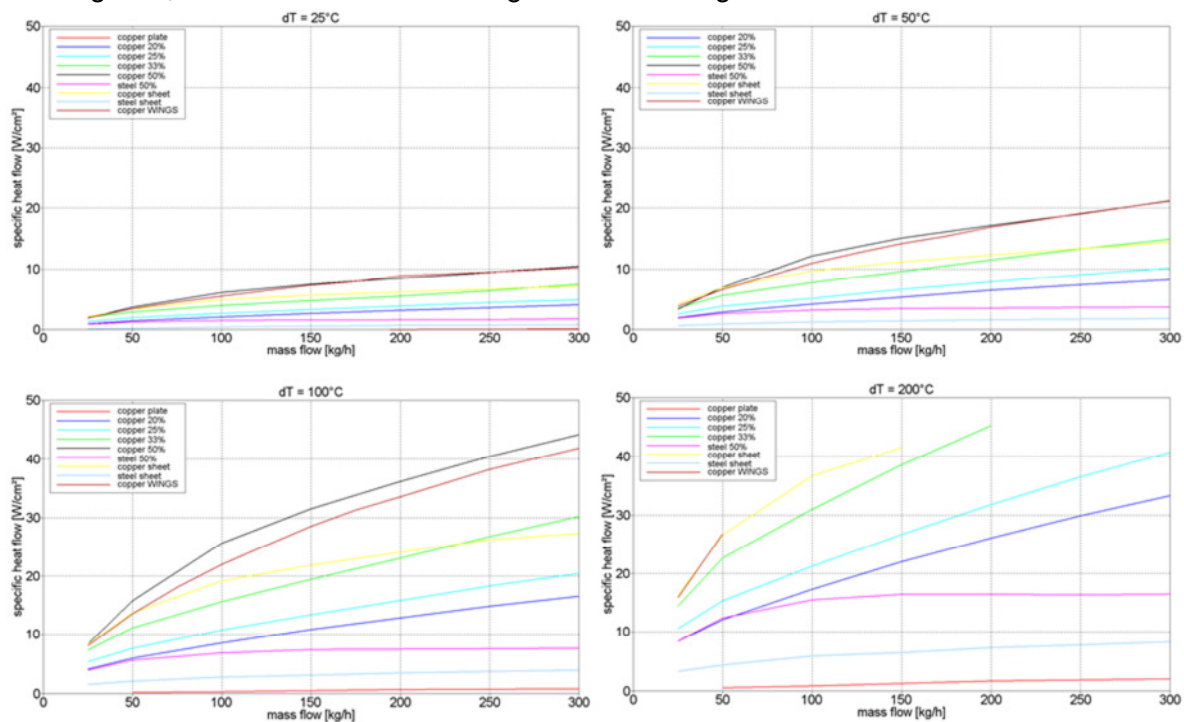 dT = 25°C
50
40
30
20
10
0
specific heat flow [W/cm²]
copper plate
copper 20%
copper 25%
copper 33%
copper 50%
steel 50%
copper sheet
steel sheet
copper WINGS
0 50 100 150 200 250 300
mass flow [kg/h]
dT = 50°C
50
40
30
20
10
0
specific heat flow [W/cm²]
copper 20%
copper 25%
copper 33%
copper 50%
steel 50%
copper sheet
steel sheet
copper WINGS
0 50 100 150 200 250 300
mass flow [kg/h]
dT = 100°C
50
40
30
20
10
0
specific heat flow [W/cm²]
copper plate
copper 20%
copper 25%
copper 33%
copper 50%
steel 50%
copper sheet
steel sheet
copper WINGS
0 50 100 150 200 250 300
mass flow [kg/h]
dT = 200°C
50
40
30
20
10
0
specific heat flow [W/cm²]
copper plate
copper 20%
copper 25%
copper 33%
steel 50%
copper sheet
steel sheet
copper WINGS
0 50 100 150 200 250 300
mass flow [kg/h]